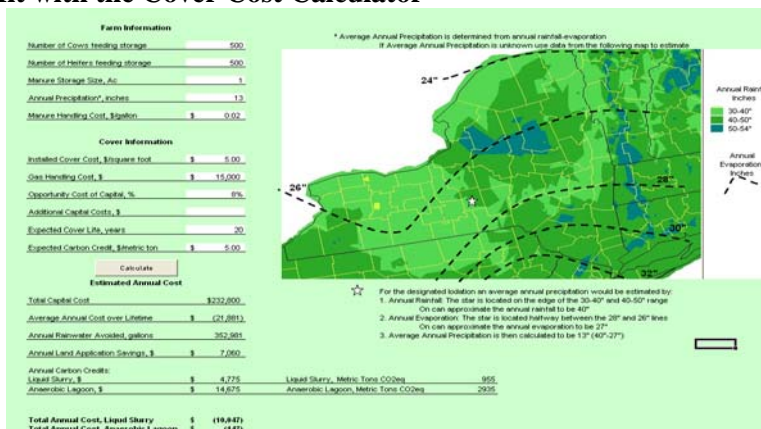 nt with the Cover Cost Calculator
Farm Information
Number of Cows feeding storage 500
Number of Heifers feeding storage 500
Manure Storage Size, Ac 1
Annual Precipitation*, inches 13
Manure Handling Cost, $/gallon $ 0.02
Cover Information
Installed Cover Cost, $/square foot $ 5.00
Gas Handling Cost, $ $ 15,000
Opportunity Cost of Capital, % 8%
Additional Capital Costs, $
Expected Cover Life, years 20
Expected Carbon Credit, $/metric ton $ 5.00
Calculate
Estimated Annual Cost
Total Capital Cost $232,800
Average Annual Cost over Lifetime $ (21,881)
Annual Rainwater Avoided, gallons 352,981
Annual Land Application Savings, $ $ 7,060
Annual Carbon Credits:
Liquid Slurry, $ $ 4,775 Liquid Slurry, Metric Tons CO2eq 955
Anaerobic Lagoon, $ $ 14,675 Anaerobic Lagoon, Metric Tons CO2eq 2935
Total Annual Cost, Liquid Slurry $ (10,047)
Total Annual Cost, Anaerobic Lagoon $ (147)
* Average Annual Precipitation is determined from annual rainfall-evaporation
If Average Annual Precipitation is unknown use data from the following map to estimate
24"
26"
28"
30"
32"
Annual Rainf
Inches
30-40"
40-50"
50-54"
Annual
Evaporation
Inches
For the designated lodation an average annual precipitation would be estimated by:
1. Annual Rainfall: The star is located on the edge of the 30-40" and 40-50" range
On can approximate the annual rainfall to be 40"
2. Annual Evaporation: The star is located halfway between the 28" and 26" lines
On can approximate the annual evaporation to be 27"
3. Average Annual Precipitation is then calculated to be 13" (40"-27")